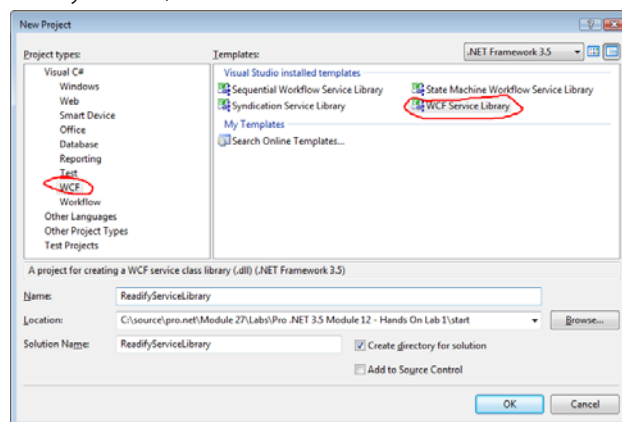 New Project
Project types:
Templates:
.NET Framework 3.5
Visual C#
Windows
Web
Smart Device
Office
Database
Reporting
Test
WCF
Workflow
Other Languages
Other Project Types
Test Projects
Visual Studio installed templates
Sequential Workflow Service Library
State Machine Workflow Service Library
Syndication Service Library
WCF Service Library
My Templates
Search Online Templates...
A project for creating a WCF service class library (.dll) (.NET Framework 3.5)
Name:
ReadifyServiceLibrary
Location:
C:\source\pro.net\Module 27\Labs\Pro .NET 3.5 Module 12 - Hands On Lab 1\start
Browse...
Solution Name:
ReadifyServiceLibrary
Create directory for solution
Add to Source Control
OK
Cancel